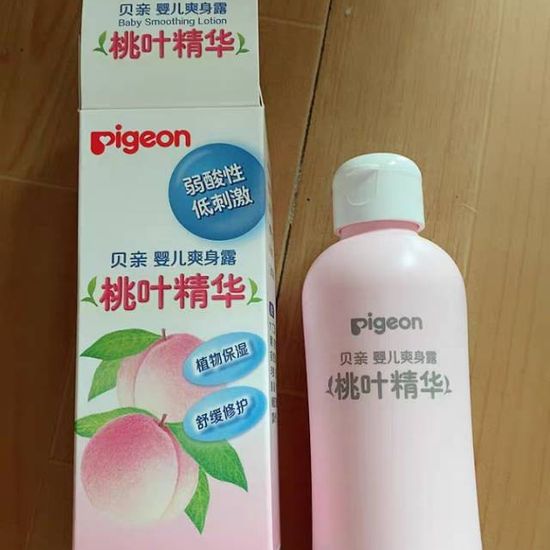 贝亲 婴儿爽身露
Baby Smoothing Lotion
桃叶精华
Pigeon
弱酸性
低刺激
贝亲 婴儿爽身露
桃叶精华
植物保湿
舒缓修护
Pigeon
贝亲 婴儿爽身露
桃叶精华